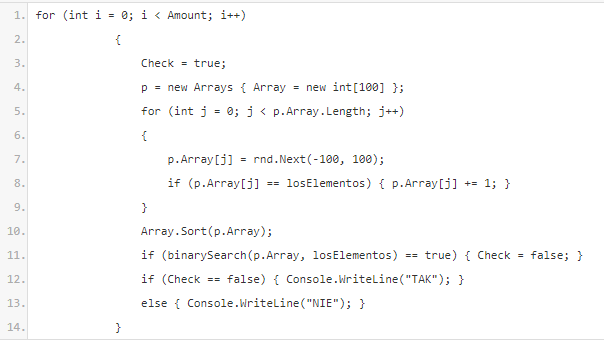 1. for (int i = 0; i < Amount; i++)
2. {
3. Check = true;
4. p = new Arrays { Array = new int[100] };
5. for (int j = 0; j < p.Array.Length; j++)
6. {
7. p.Array[j] = rnd.Next(-100, 100);
8. if (p.Array[j] == losElementos) { p.Array[j] += 1; }
9. }
10. Array.Sort(p.Array);
11. if (binarySearch(p.Array, losElementos) == true) { Check = false; }
12. if (Check == false) { Console.WriteLine("TAK"); }
13. else { Console.WriteLine("NIE"); }
14. }